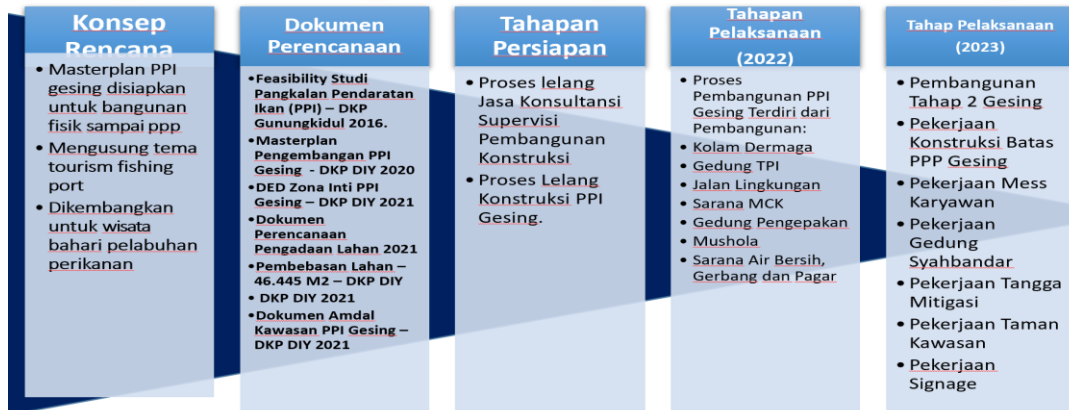 Konsep
Rencana
• Masterplan PPI
gesing disiapkan
untuk bangunan
fisik sampai ppp
• Mengusung tema
tourism fishing
port
• Dikembangkan
untuk wisata
bahari pelabuhan
perikanan
Dokumen
Perencanaan
•Feasibility Studi
Pangkalan Pendaratan
Ikan (PPI) – DKP
Gunungkidul 2016.
•Masterplan
Pengembangan PPI
Gesing - DKP DIY 2020
•DED Zona Inti PPI
Gesing – DKP DIY 2021
•Dokumen
Perencanaan
Pengadaan Lahan 2021
•Pembebasan Lahan –
46.445 M2 – DKP DIY
• DKP DIY 2021
•Dokumen Amdal
Kawasan PPI Gesing –
DKP DIY 2021
Tahapan
Persiapan
• Proses lelang
Jasa Konsultansi
Supervisi
Pembangunan
Konstruksi
• Proses Lelang
Konstruksi PPI
Gesing.
Tahapan
Pelaksanaan
(2022)
• Proses
Pembangunan PPI
Gesing Terdiri dari
Pembangunan:
• Kolam Dermaga
• Gedung TPI
• Jalan Lingkungan
• Sarana MCK
• Gedung Pengepakan
• Mushola
• Sarana Air Bersih,
Gerbang dan Pagar
Tahap Pelaksanaan
(2023)
• Pembangunan
Tahap 2 Gesing
• Pekerjaan
Konstruksi Batas
PPP Gesing
• Pekerjaan Mess
Karyawan
• Pekerjaan
Gedung
Syahbandar
• Pekerjaan Tangga
Mitigasi
• Pekerjaan Taman
Kawasan
• Pekerjaan
Signage